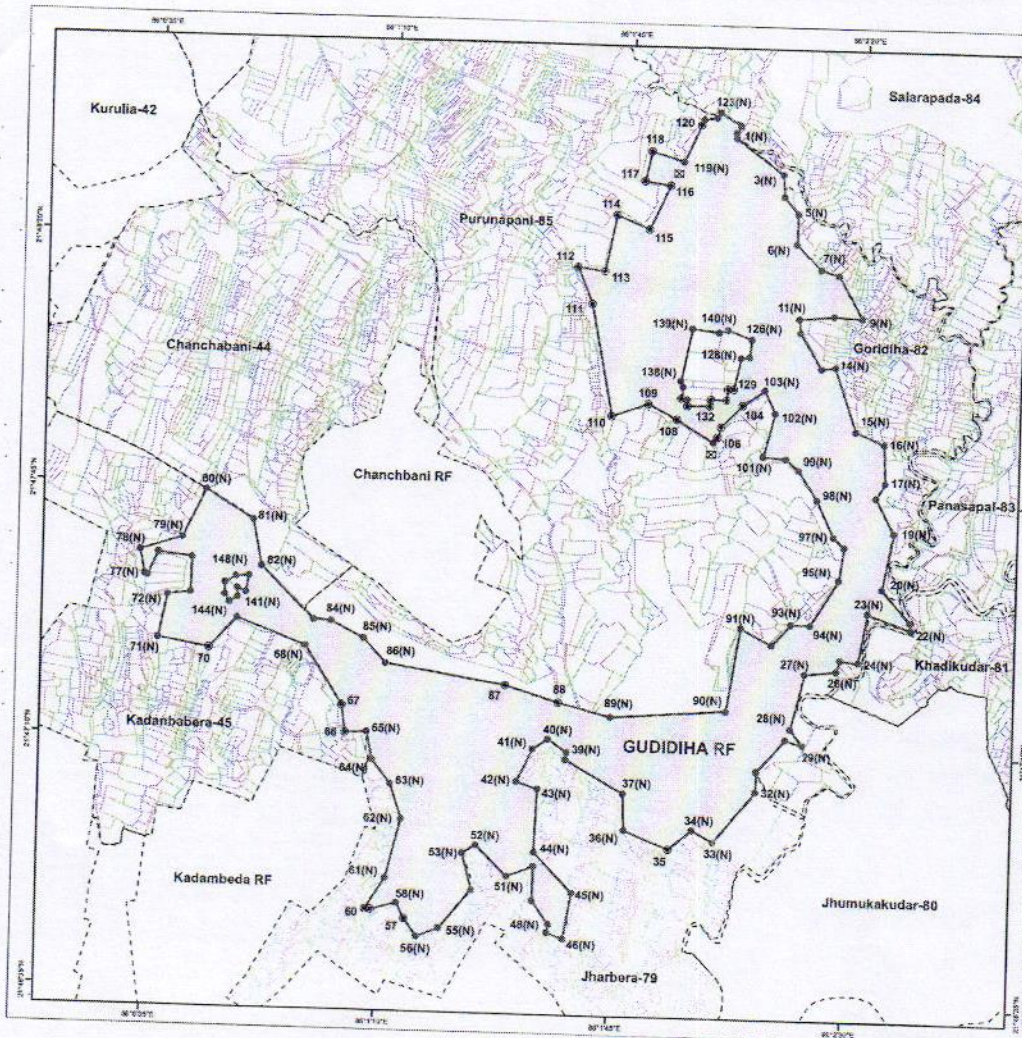 Kurulia-42
Salarapada-84
123(N)
120
1(N)
118
119(N)
3(N)
117
116
114
Purunapani-85
115
5(N)
6(N)
112
113
7(N)
111
11(N)
9(N)
139(N)
140(N)
126(N)
Goridiha-82
Chanchabani-44
128(N)
14(N)
138(N)
129
103(N)
109
132
104
102(N)
110
108
106
15(N)
16(N)
101(N)
99(N)
Chanchbani RF
17(N)
80(N)
98(N)
Panasapal-83
81(N)
79(N)
78(N)
97(N)
19(N)
148(N)
82(N)
77(N)
95(N)
20(N)
72(N)
144(N)
141(N)
84(N)
23(N)
91(N)
93(N)
94(N)
22(N)
71(N)
70
68(N)
85(N)
86(N)
27(N)
24(N)
Khadikudar-81
26(N)
87
88
67
89(N)
90(N)
Kadanbabera-45
66
65(N)
28(N)
40(N)
GUDIDIHA RF
41(N)
39(N)
29(N)
64(N)
63(N)
42(N)
43(N)
37(N)
32(N)
62(N)
36(N)
34(N)
52(N)
35
33(N)
53(N)
44(N)
61(N)
51(N)
Kadambeda RF
58(N)
45(N)
60
57
Jhumukakudar-80
48(N)
56(N)
55(N)
46(N)
Jharbera-79